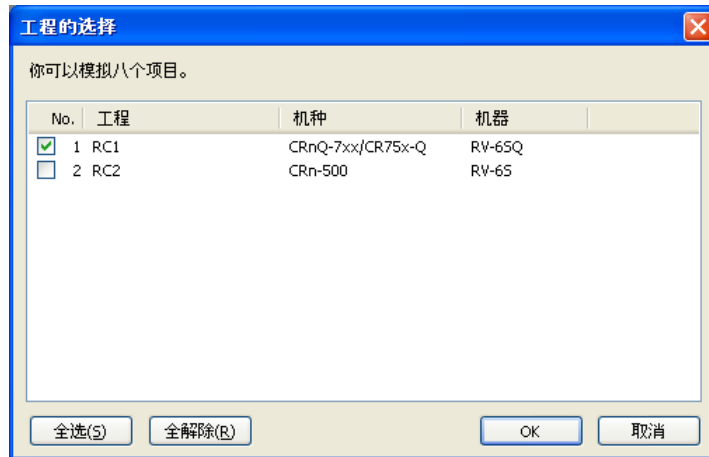 工程的选择
你可以模拟八个项目。
No. 工程 机种 机器
1 RC1 CRnQ-7xx/CR75x-Q RV-6SQ
2 RC2 CRn-500 RV-6S
全选(S) 全解除(R) OK 取消